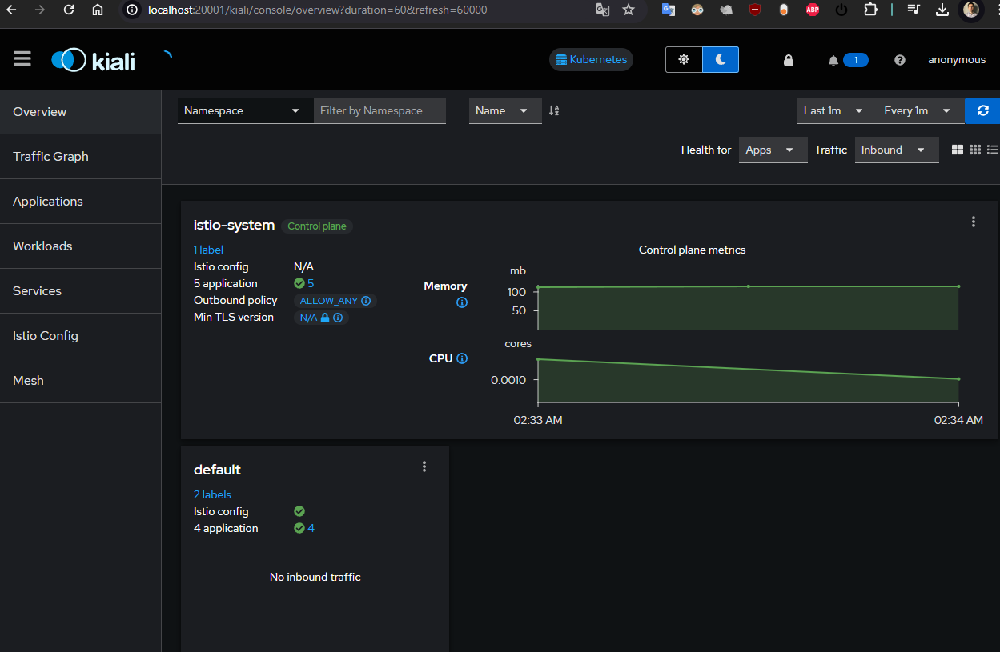 localhost:20001/kiali/console/overview?duration=60&refresh=60000
ABP
kiali
Kubernetes
1
anonymous
Overview
Traffic Graph
Applications
Workloads
Services
Istio Config
Mesh
Namespace Filter by Namespace Name Last 1m Every 1m
Health for Apps Traffic Inbound
istio-system Control plane
1 label
Istio config N/A
5 application 5
Outbound policy ALLOW_ANY
Min TLS version N/A
Control plane metrics
Memory
mb
100
50
CPU
cores
0.0010
02:33 AM 02:34 AM
default
2 labels
Istio config
4 application 4
No inbound traffic